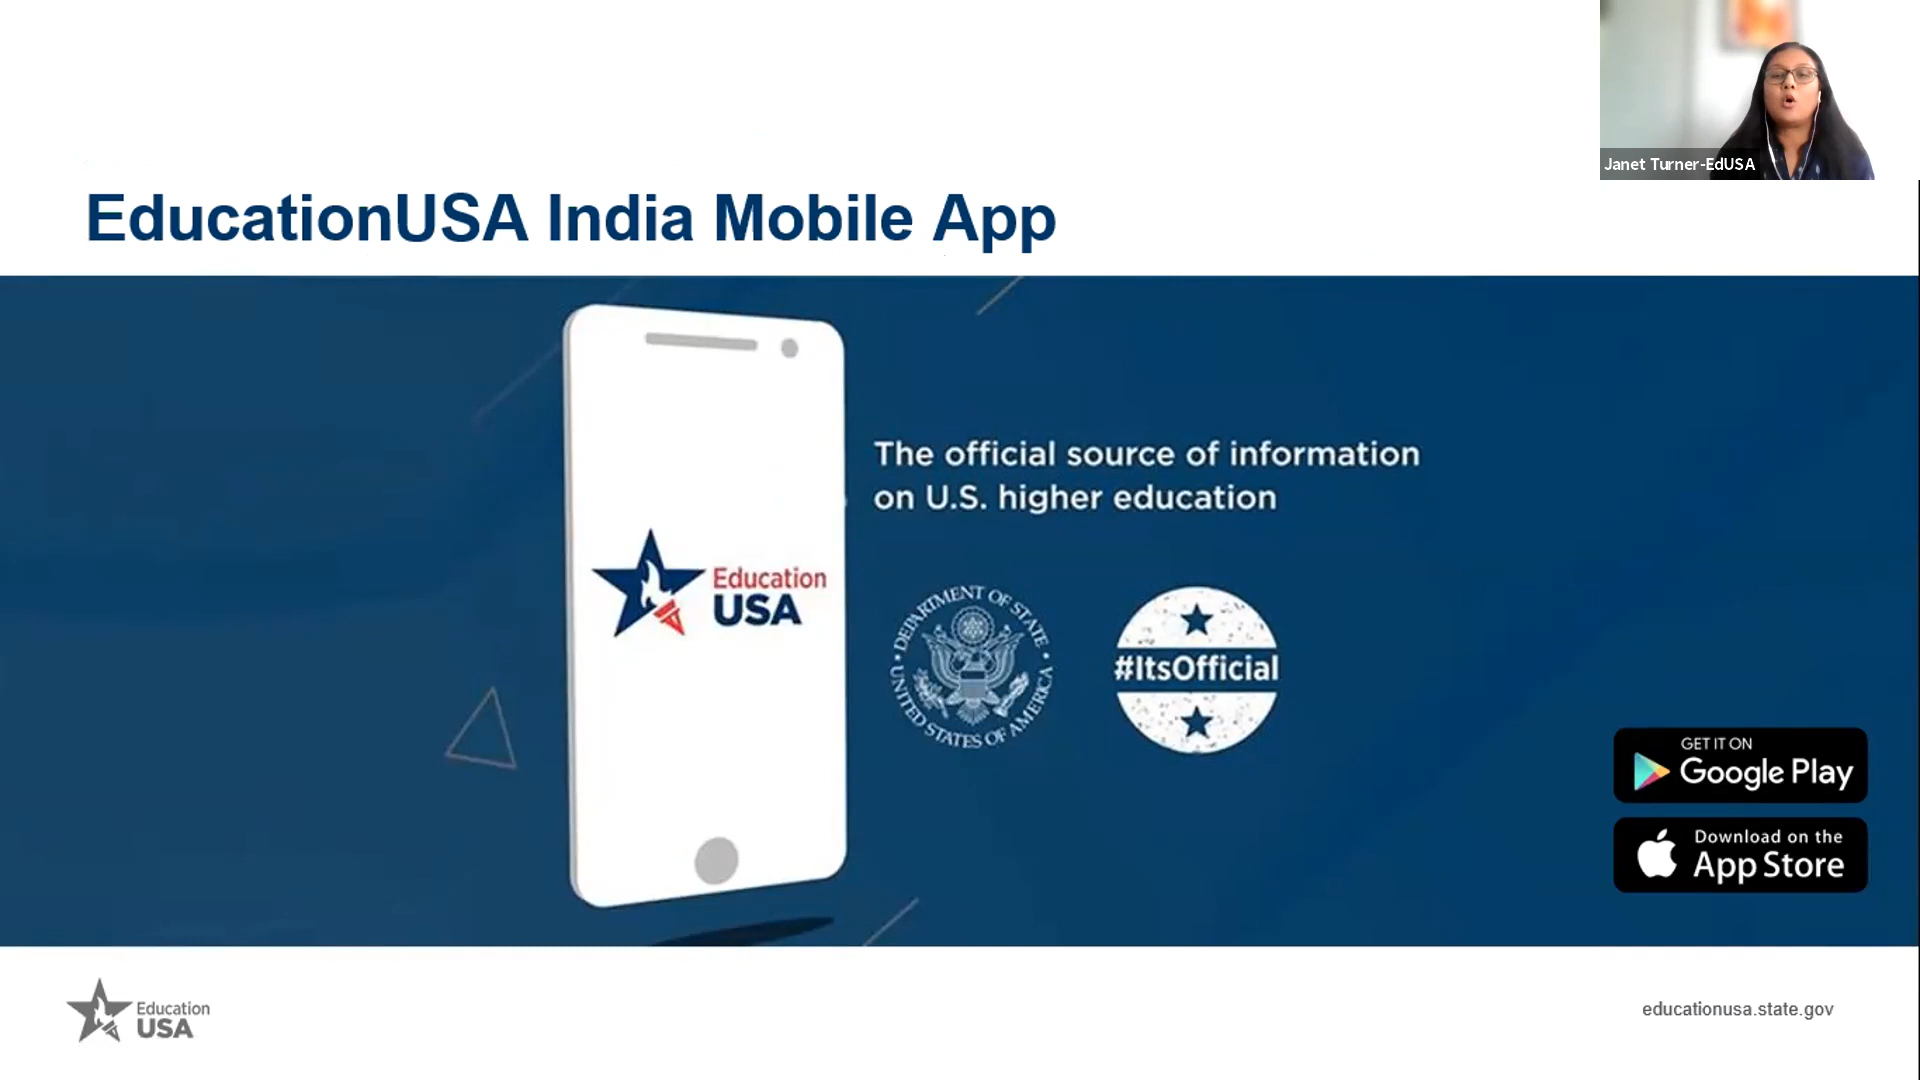 Janet Turner-EdUSA
EducationUSA India Mobile App
The official source of information
on U.S. higher education
Education
USA
DEPARTMENT OF STATE
UNITED STATES OF AMERICA
#ItsOfficial
GET IT ON
Google Play
Download on the
App Store
Education
USA
educationusa.state.gov